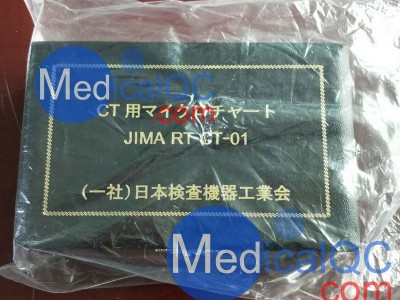 MedicalQC
.com
CT用マイクロチャート
JIMA RT CT-01
(一社)日本検査機器工業会
MedicalQC
.com